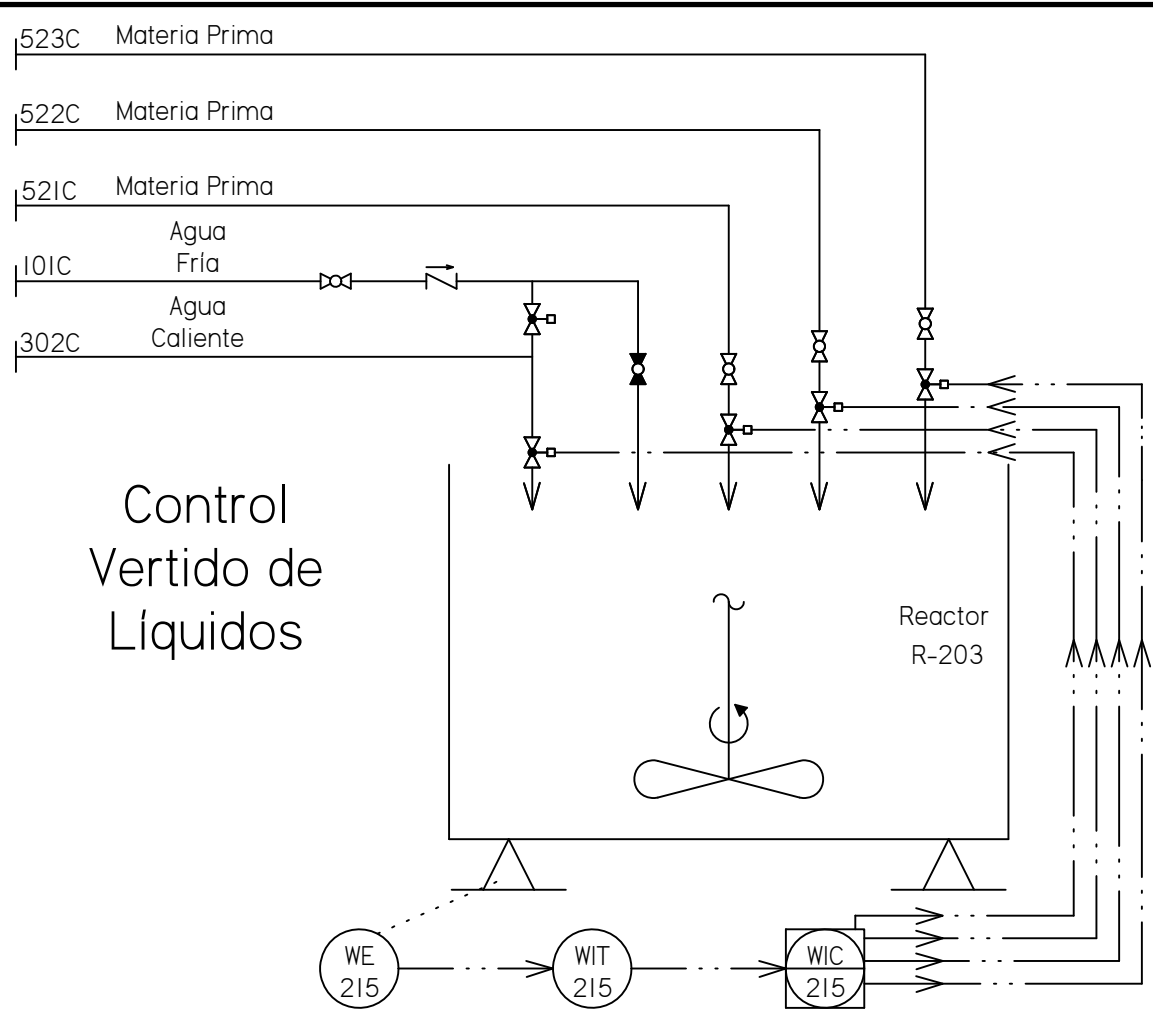 523C Materia Prima
522C Materia Prima
521C Materia Prima
Agua
101C Fría
Agua
302C Caliente
Control
Vertido de
Líquidos
Reactor
R-203
WE
215
WIT
215
WIC
215